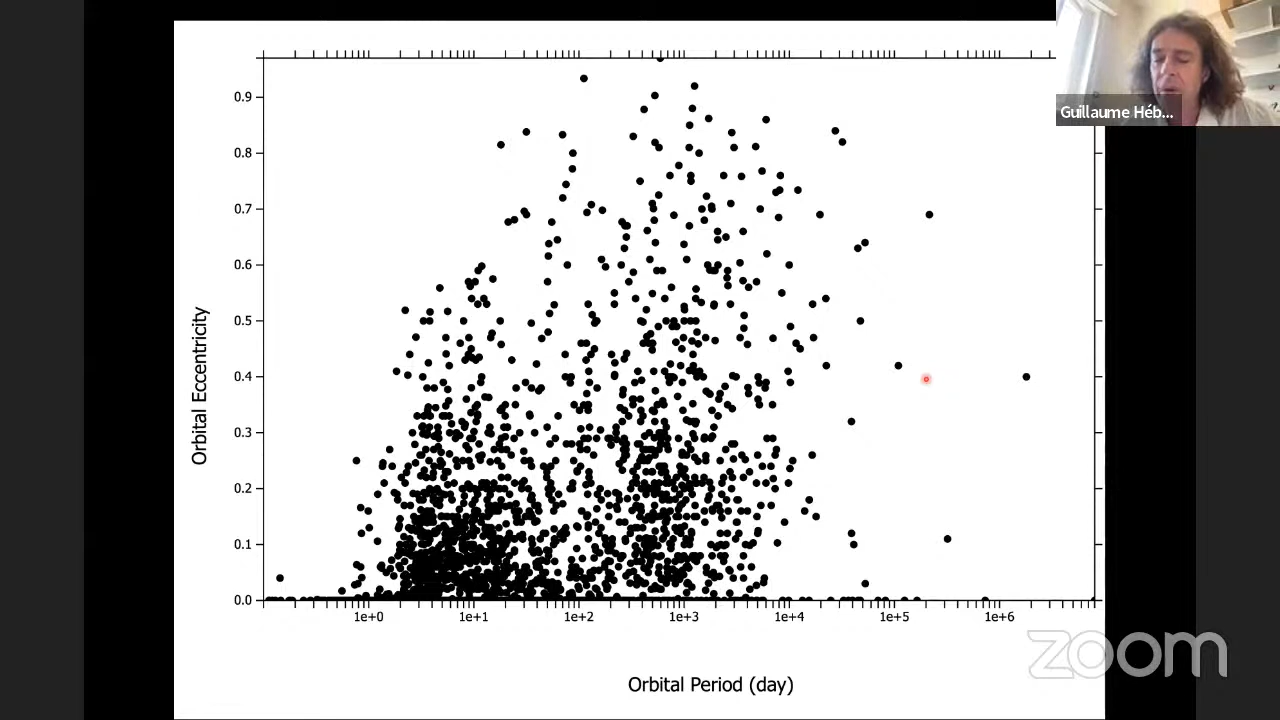 Guillaume Héb...
0.9
0.8
0.7
0.6
0.5
0.4
0.3
0.2
0.1
0.0
Orbital Eccentricity
1e+0 1e+1 1e+2 1e+3 1e+4 1e+5 1e+6
Orbital Period (day)
zoom